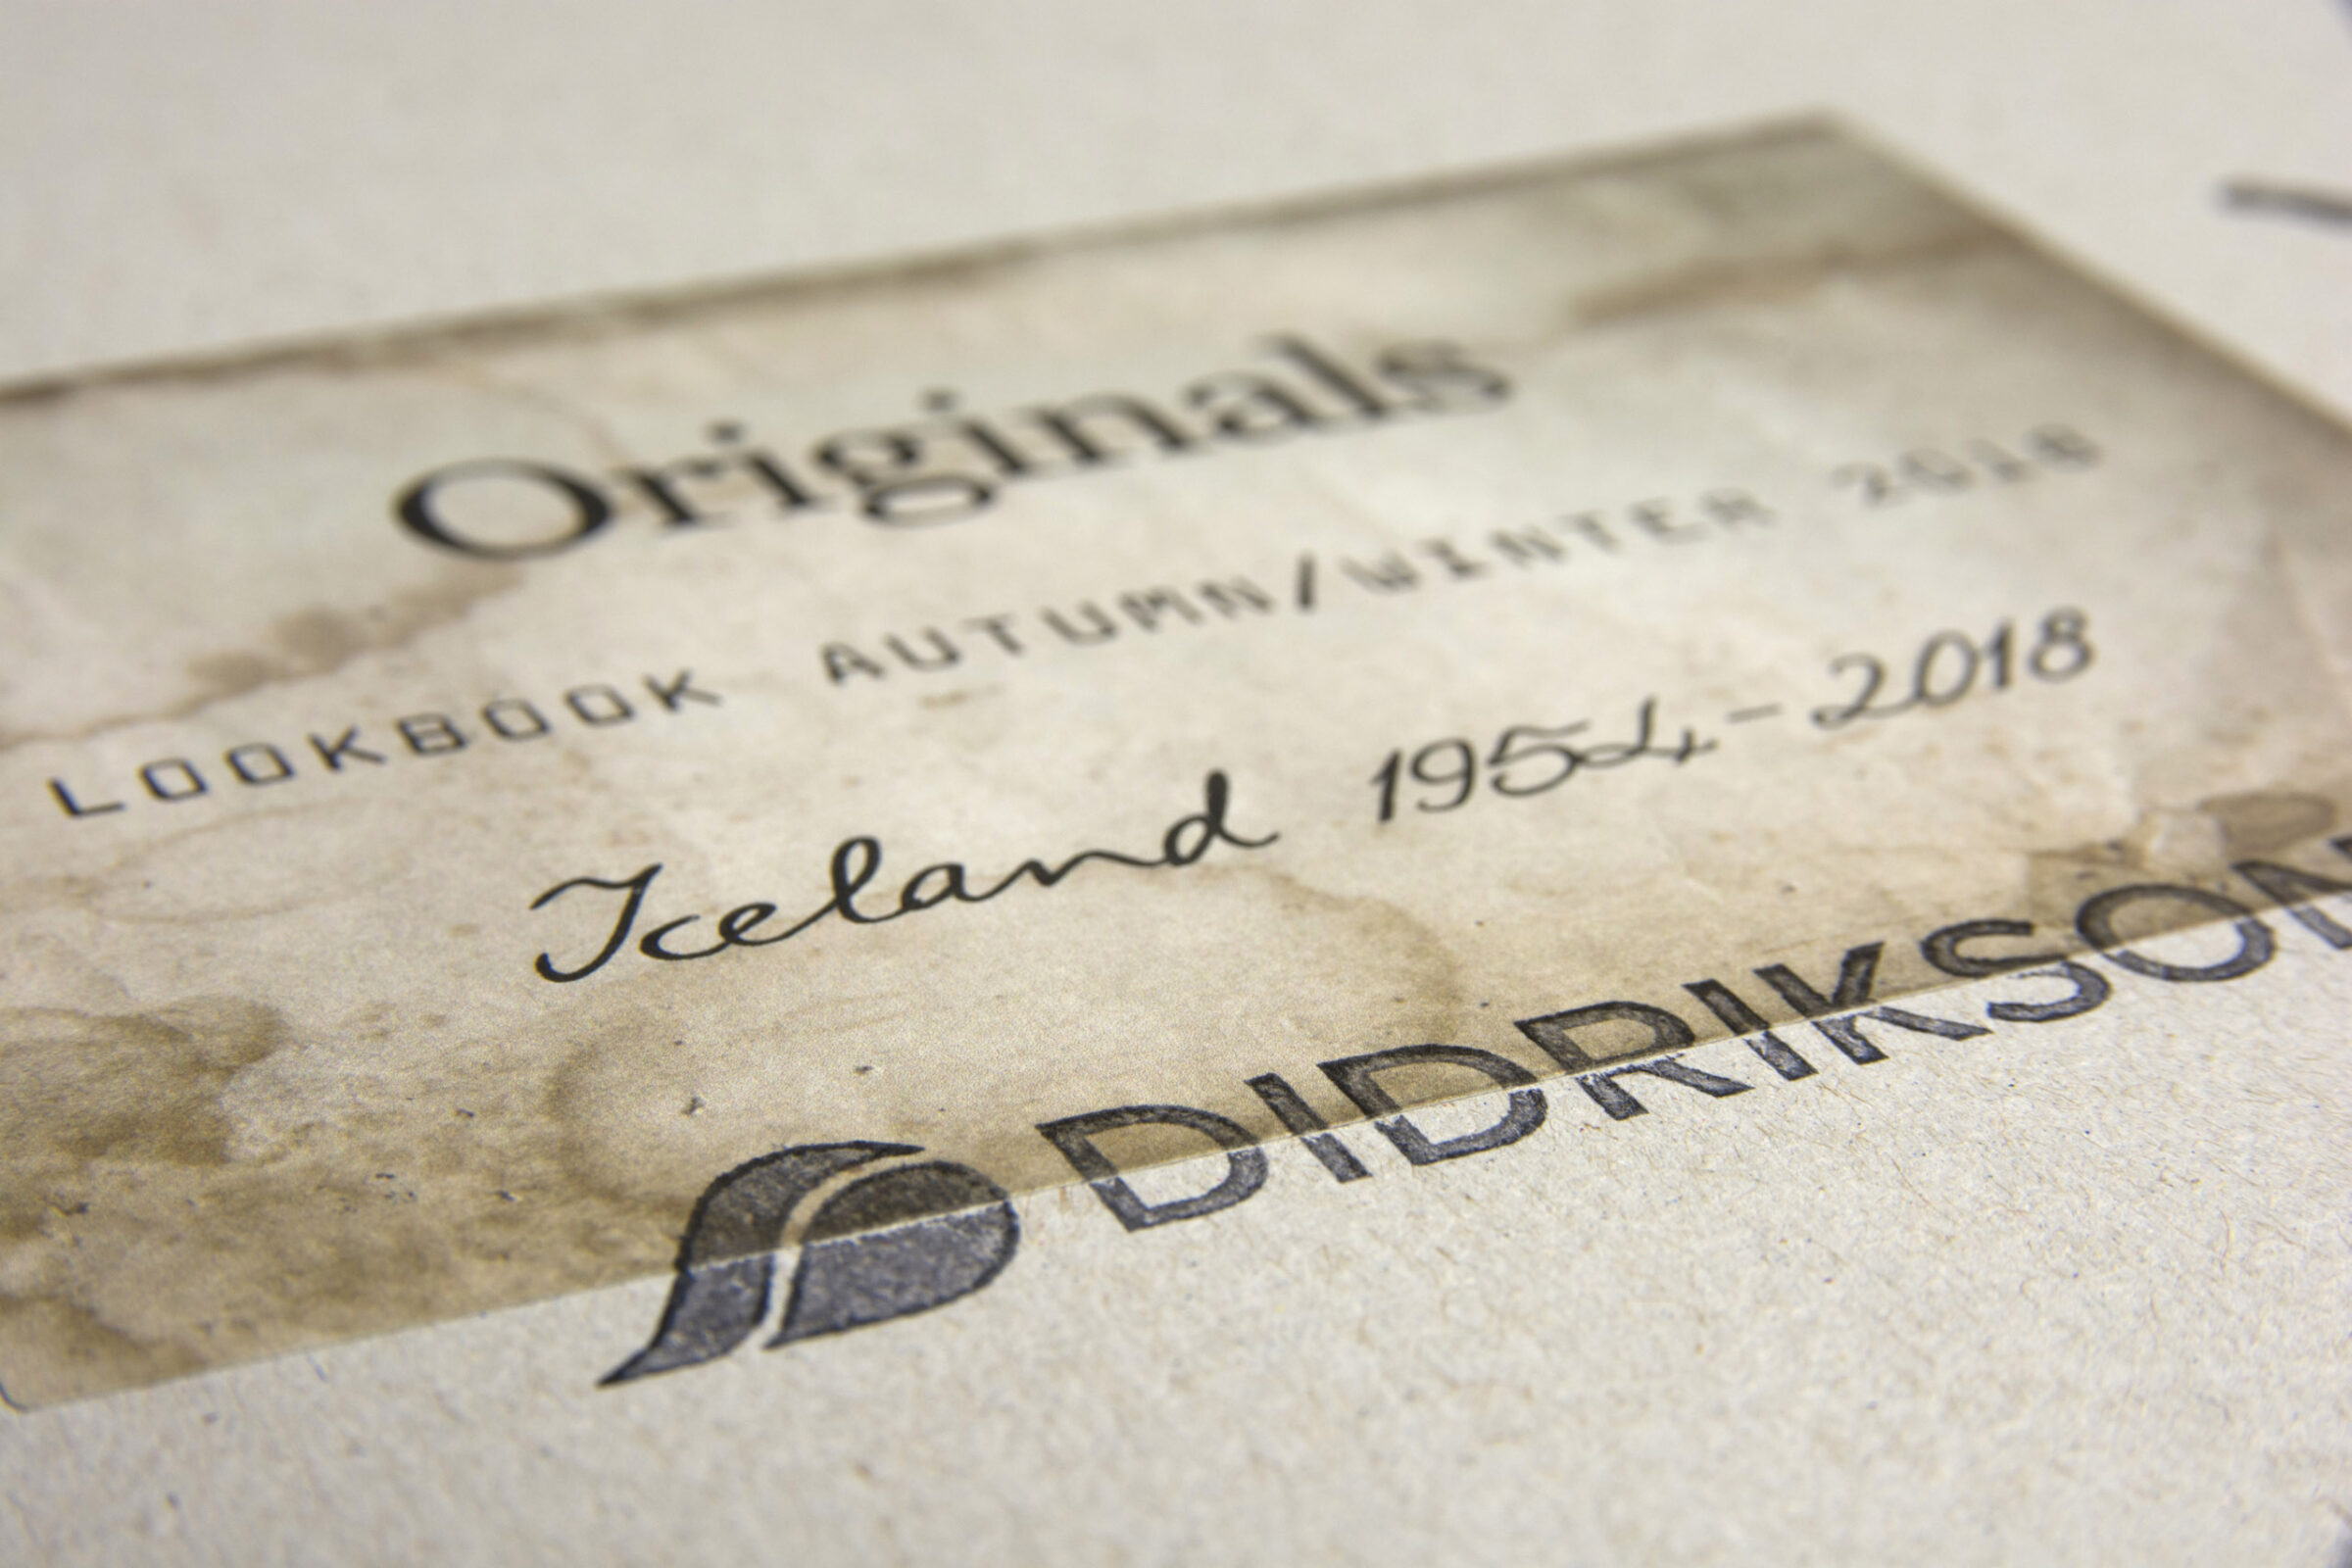 Originals
LOOKBOOK AUTUMN/WINTER 2018
Iceland 1954-2018
DIDRIKSON